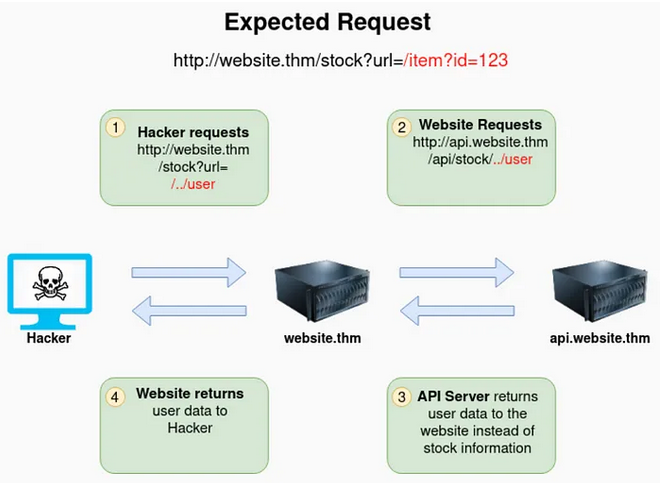 Expected Request
http://website.thm/stock?url=/item?id=123
1
Hacker requests
http://website.thm
/stock?url=
/../user
2
Website Requests
http://api.website.thm
/api/stock/../user
Hacker
website.thm
api.website.thm
4
Website returns
user data to
Hacker
3
API Server returns
user data to the
website instead of
stock information